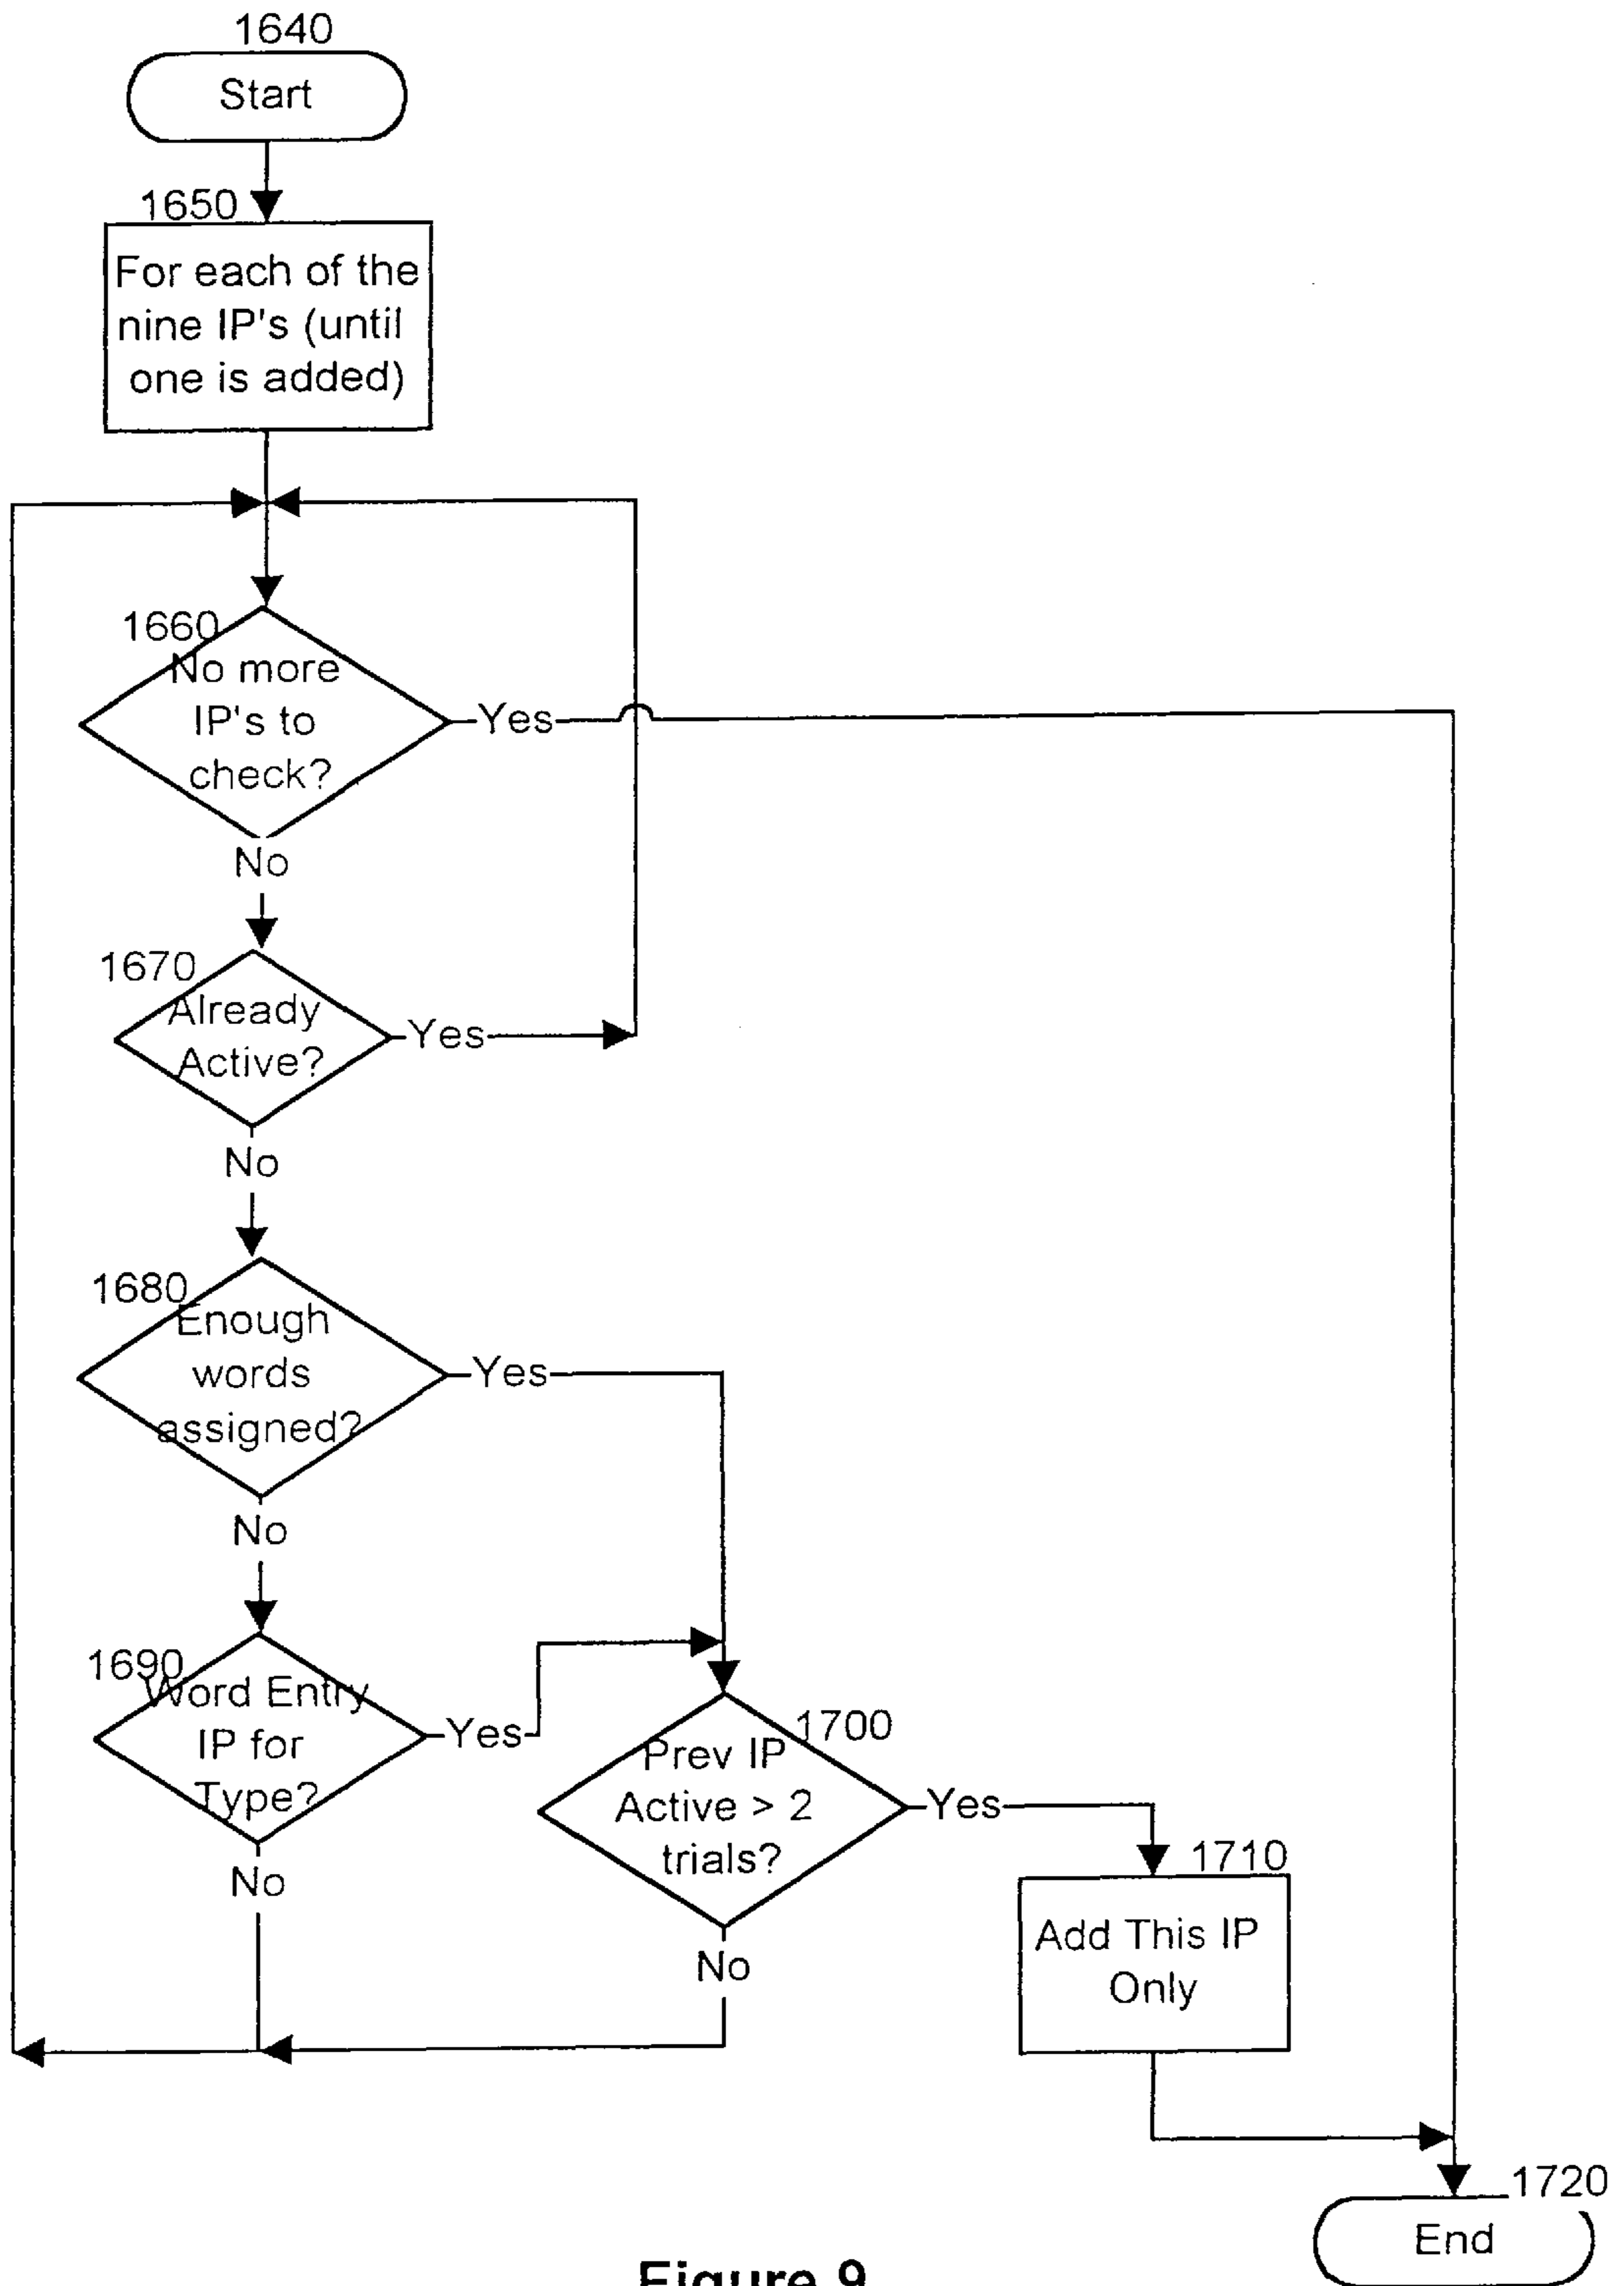 1640
Start
1650
For each of the
nine IP's (until
one is added)
1660
No more
IP's to
check?
Yes
No
1670
Already
Active?
Yes
No
1680
Enough
words
assigned?
Yes
No
1690
Word Entry
IP for
Type?
Yes
No
1700
Prev IP
Active > 2
trials?
Yes
No
1710
Add This IP
Only
1720
End
Figure 9